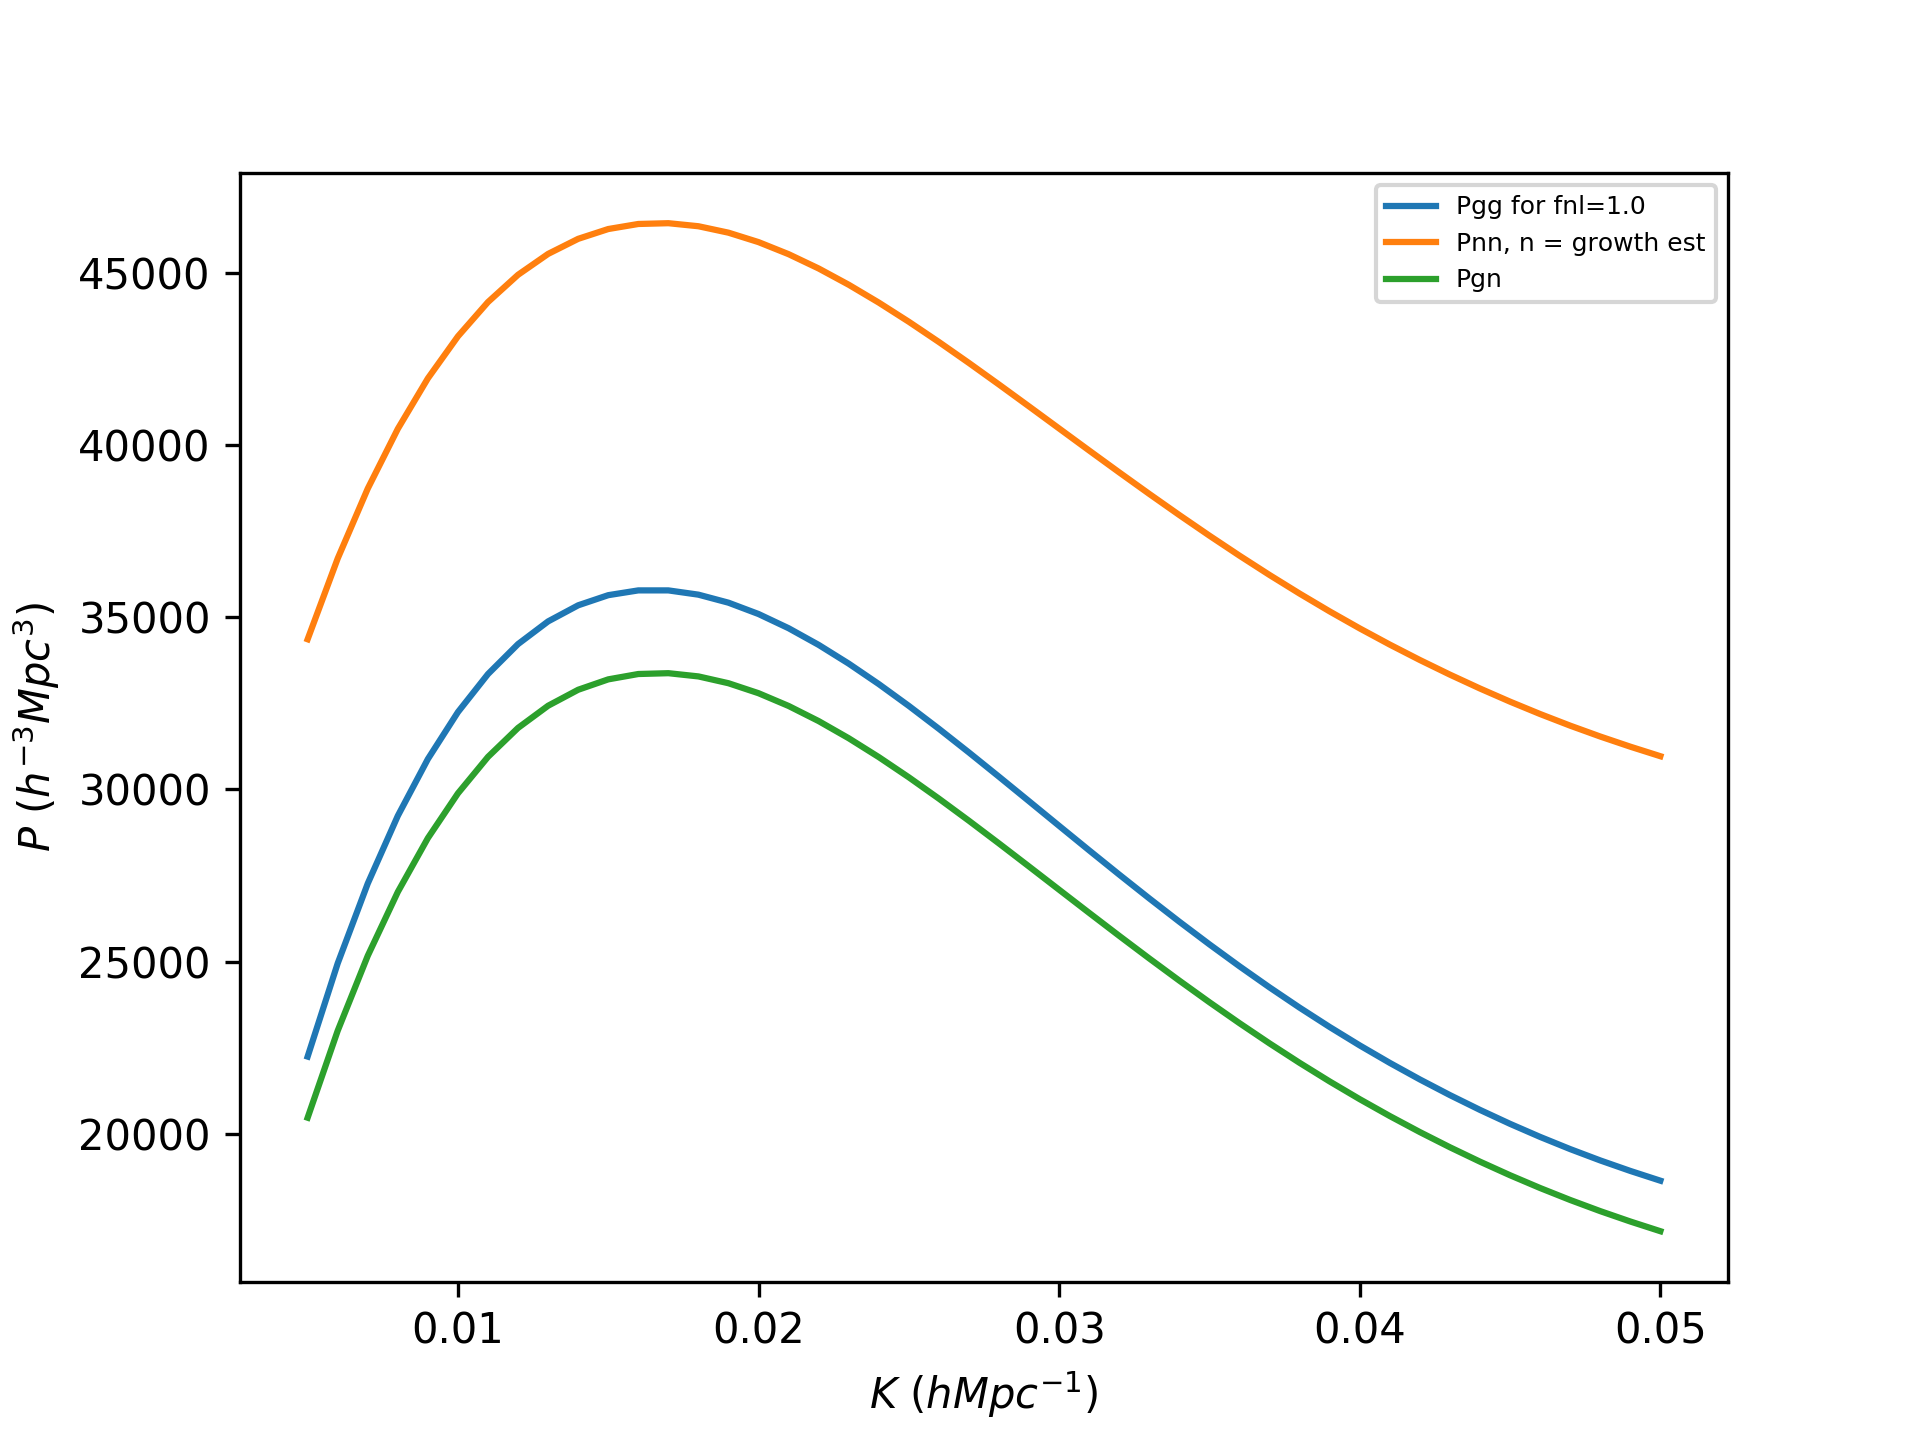 Pgg for fnl=1.0
Pnn, n = growth est
Pgn
45000
40000
35000
30000
25000
20000
P (h⁻³Mpc³)
0.01 0.02 0.03 0.04 0.05
K (hMpc⁻¹)